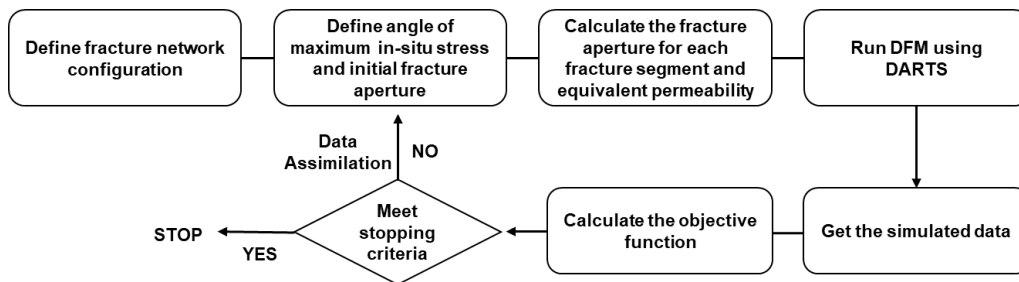 Define fracture network
configuration
Define angle of
maximum in-situ stress
and initial fracture
aperture
Calculate the fracture
aperture for each
fracture segment and
equivalent permeability
Run DFM using
DARTS
Data
Assimilation
NO
Meet
stopping
criteria
STOP
YES
Calculate the objective
function
Get the simulated data